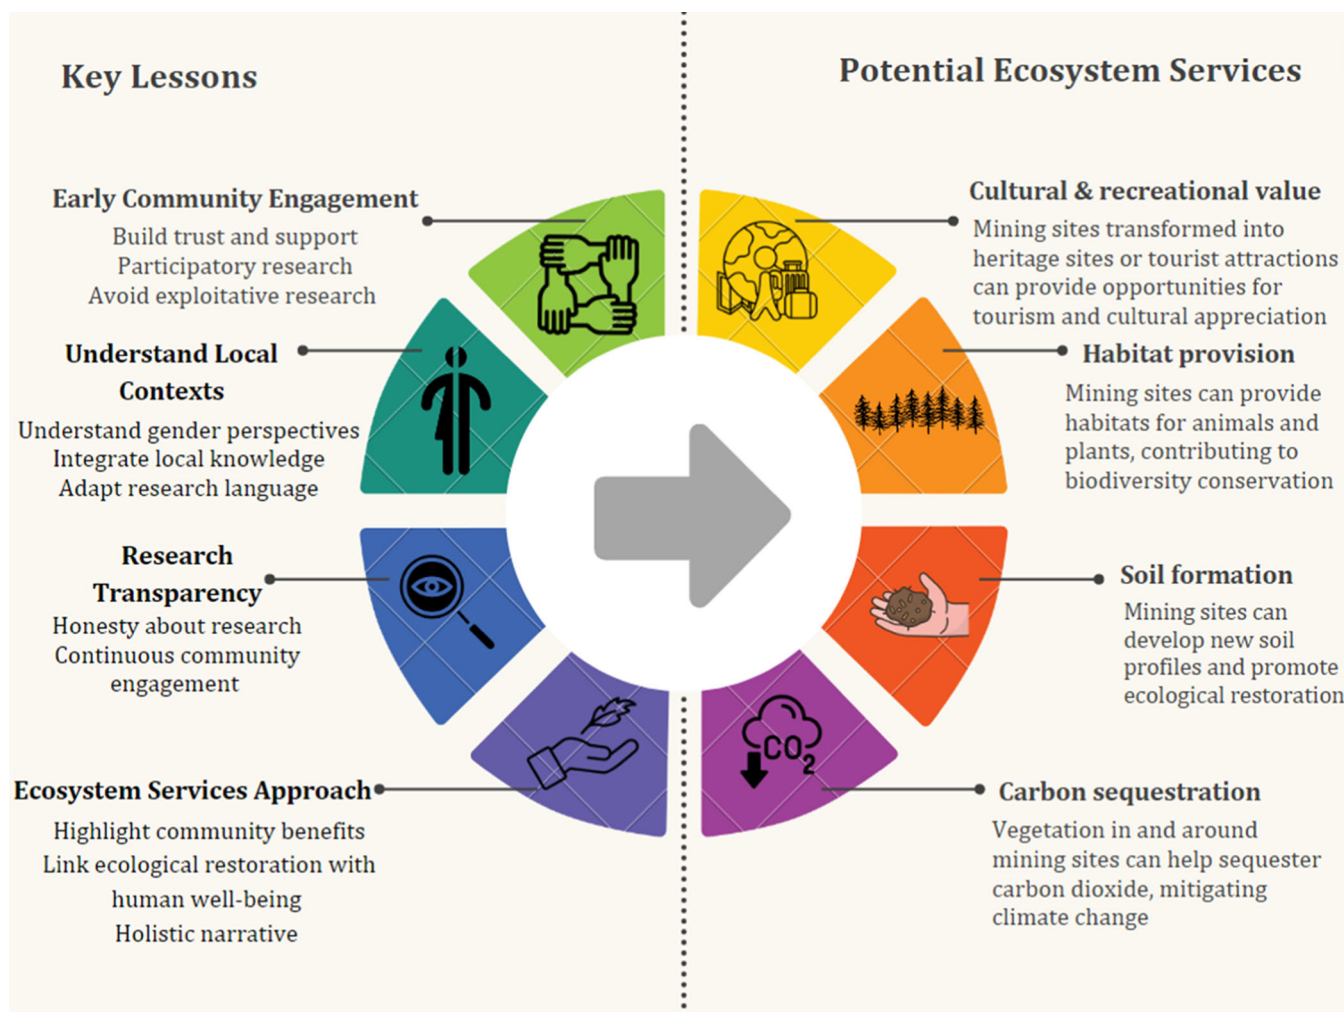 Key Lessons
Early Community Engagement
Build trust and support
Participatory research
Avoid exploitative research
Understand Local
Contexts
Understand gender perspectives
Integrate local knowledge
Adapt research language
Research
Transparency
Honesty about research
Continuous community
engagement
Ecosystem Services Approach
Highlight community benefits
Link ecological restoration with
human well-being
Holistic narrative
Potential Ecosystem Services
Cultural & recreational value
Mining sites transformed into
heritage sites or tourist attractions
can provide opportunities for
tourism and cultural appreciation
Habitat provision
Mining sites can provide
habitats for animals and
plants, contributing to
biodiversity conservation
Soil formation
Mining sites can
develop new soil
profiles and promote
ecological restoration
CO2
Carbon sequestration
Vegetation in and around
mining sites can help sequester
carbon dioxide, mitigating
climate change